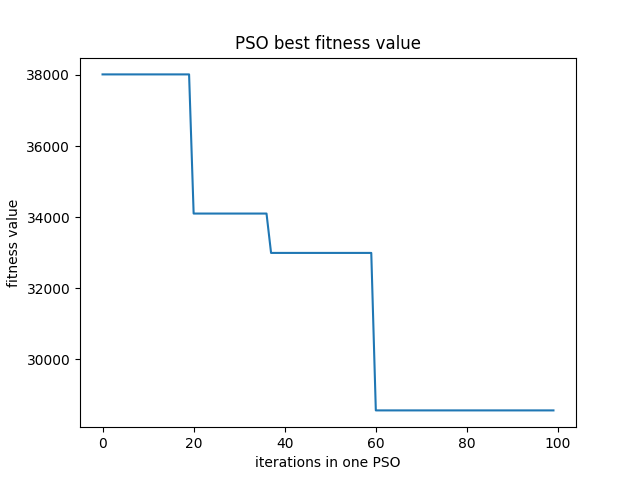 PSO best fitness value
38000
36000
34000
32000
30000
fitness value
0 20 40 60 80 100
iterations in one PSO